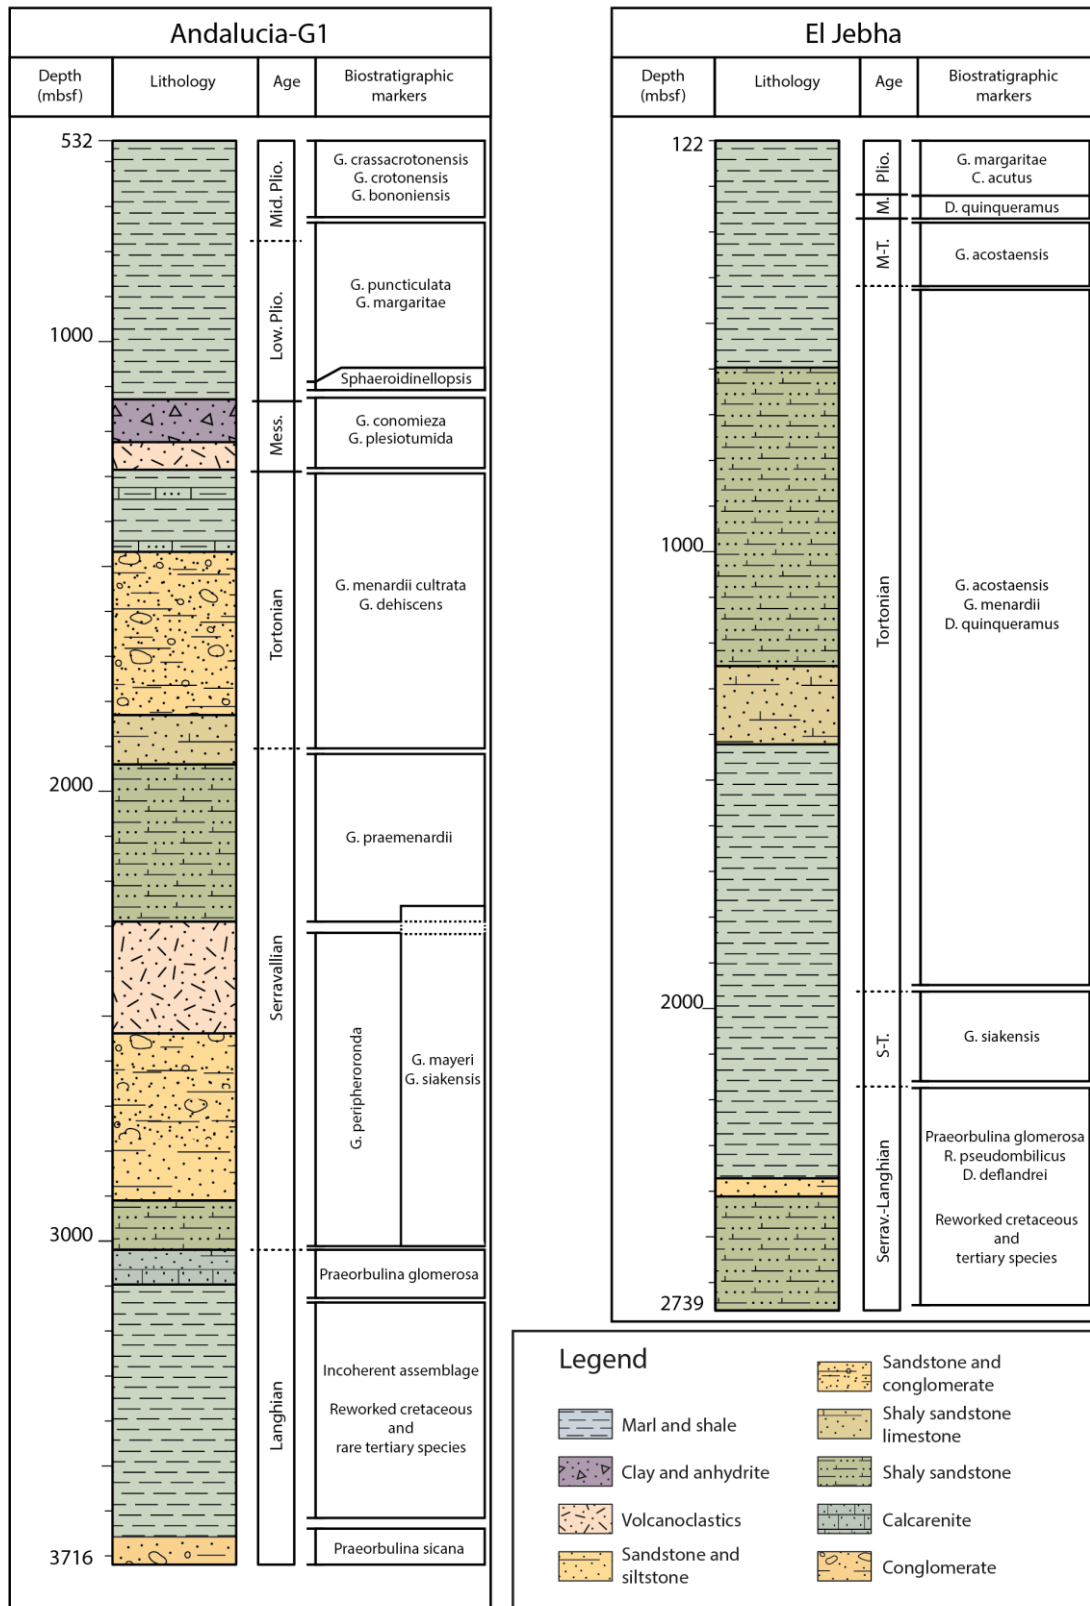 Andalucia-G1
Depth
(mbsf)
Lithology
Age
Biostratigraphic
markers
532
1000
2000
3000
3716
Mid. Plio.
Low. Plio.
Mess.
Tortonian
Serravallian
Langhian
G. crassacrotonensis
G. crotonensis
G. bononiensis
G. puncticulata
G. margaritae
Sphaeroidinellopsis
G. conomieza
G. plesiotumida
G. menardii cultrata
G. dehiscens
G. praemenardii
G. peripheroronda
G. mayeri
G. siakensis
Praeorbulina glomerosa
Incoherent assemblage
Reworked cretaceous
and
rare tertiary species
Praeorbulina sicana
El Jebha
Depth
(mbsf)
Lithology
Age
Biostratigraphic
markers
122
1000
2000
2739
Plio.
M.
M-T.
Tortonian
S-T.
Serrav.-Langhian
G. margaritae
C. acutus
D. quinqueramus
G. acostaensis
G. acostaensis
G. menardii
D. quinqueramus
G. siakensis
Praeorbulina glomerosa
R. pseudombilicus
D. deflandrei
Reworked cretaceous
and
tertiary species
Legend
Marl and shale
Clay and anhydrite
Volcanoclastics
Sandstone and
siltstone
Sandstone and
conglomerate
Shaly sandstone
limestone
Shaly sandstone
Calcarenite
Conglomerate